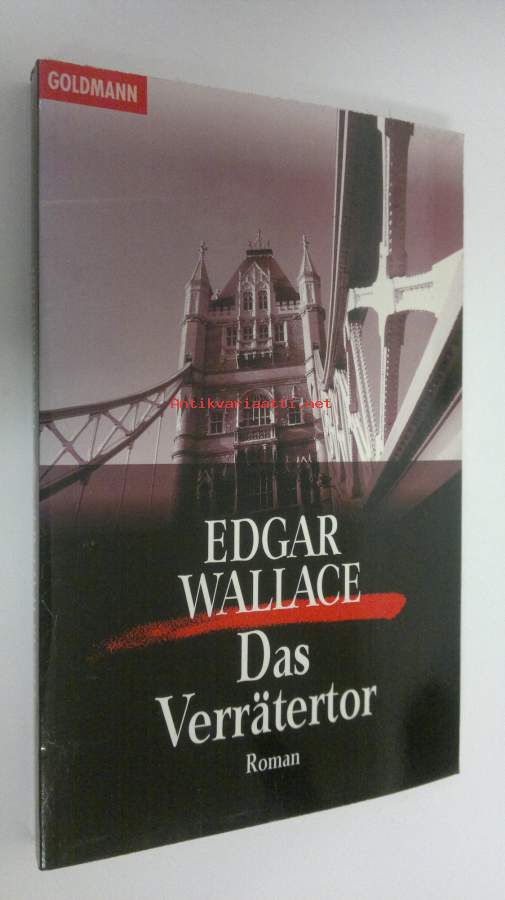 GOLDMANN
Antikvariaatti.net
EDGAR
WALLACE
Das
Verrätertor
Roman